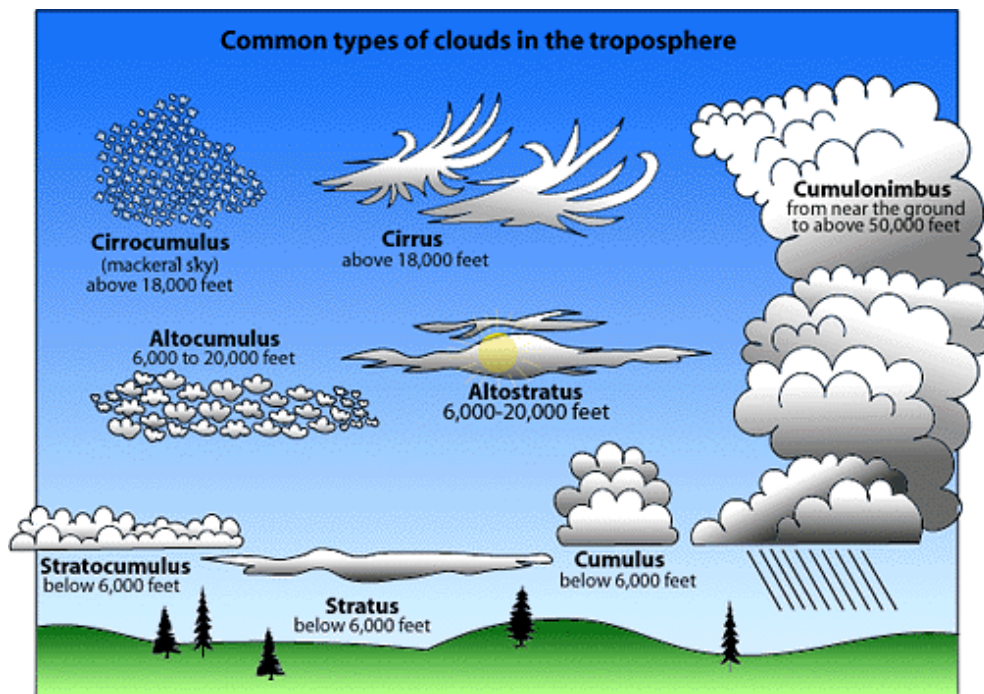 Common types of clouds in the troposphere
Cirrocumulus
(mackeral sky)
above 18,000 feet
Cirrus
above 18,000 feet
Cumulonimbus
from near the ground
to above 50,000 feet
Altocumulus
6,000 to 20,000 feet
Altostratus
6,000-20,000 feet
Stratocumulus
below 6,000 feet
Stratus
below 6,000 feet
Cumulus
below 6,000 feet